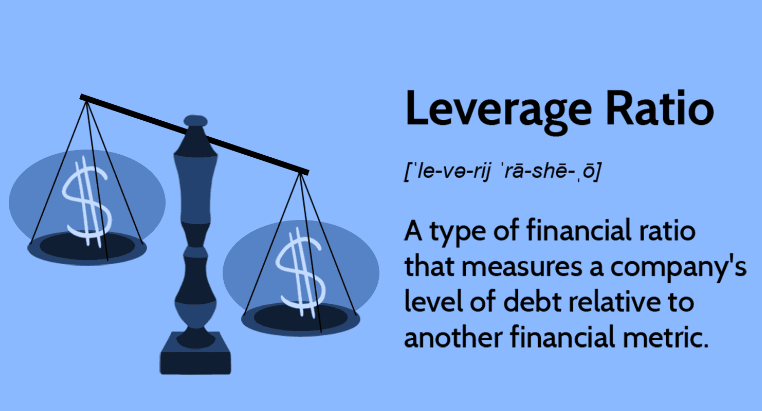 Leverage Ratio
[ˈle-və-rij ˈrā-shē-ˌō]
A type of financial ratio
that measures a company's
level of debt relative to
another financial metric.
$
$